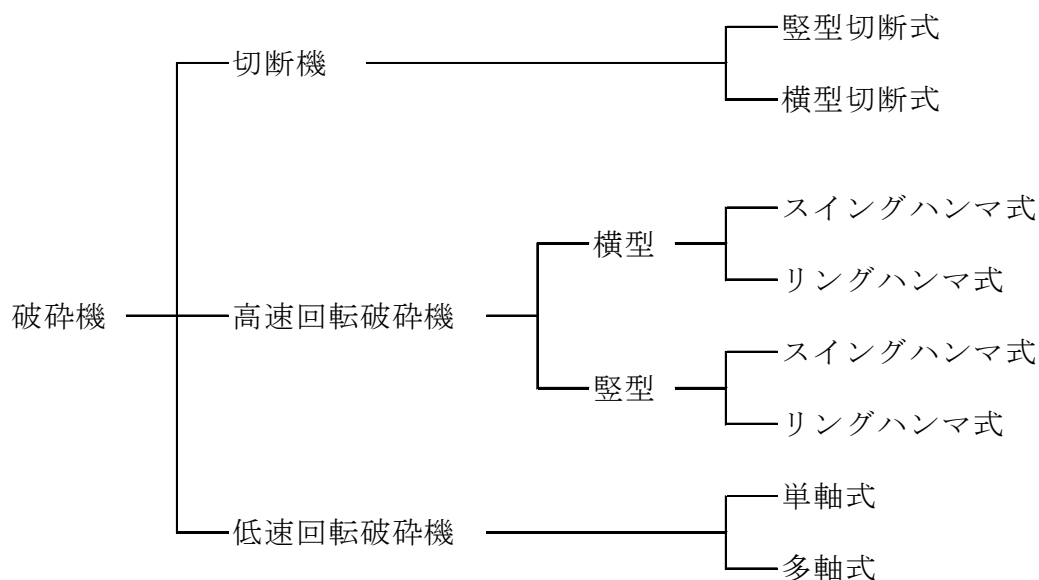 竪型切断式
切断機
横型切断式
スイングハンマ式
横型
リングハンマ式
破砕機
高速回転破砕機
スイングハンマ式
竪型
リングハンマ式
単軸式
低速回転破砕機
多軸式